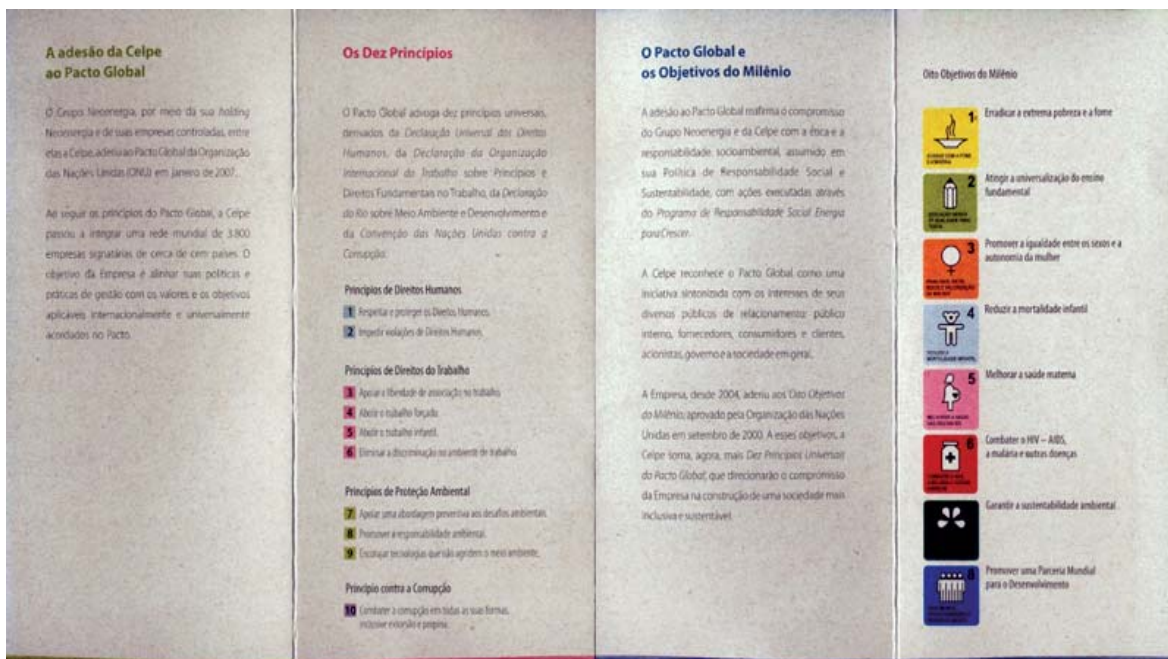 A adesão da Celpe
ao Pacto Global
O Grupo Neoenergia, por meio da sua holding
Neoenergia e de suas empresas controladas, entre
elas a Celpe, aderiu ao Pacto Global da Organização
das Nações Unidas (ONU) em janeiro de 2007.
Ao seguir os princípios do Pacto Global, a Celpe
passou a integrar uma rede mundial de 3.800
empresas signatárias de cerca de cem países. O
objetivo da Empresa é alinhar suas políticas e
práticas de gestão com os valores e os objetivos
aplicáveis internacionalmente e universalmente
acordados no Pacto.
Os Dez Princípios
O Pacto Global advoga dez princípios universais,
derivados da Declaração Universal dos Direitos
Humanos, da Declaração da Organização
Internacional do Trabalho sobre Princípios e
Direitos Fundamentais no Trabalho, da Declaração
do Rio sobre Meio Ambiente e Desenvolvimento e
da Convenção das Nações Unidas contra a
Corrupção:
Princípios de Direitos Humanos
1 Respeitar e proteger os Direitos Humanos.
2 Impedir violações de Direitos Humanos.
Princípios de Direitos do Trabalho
3 Apoiar a liberdade de associação no trabalho.
4 Abolir o trabalho forçado.
5 Abolir o trabalho infantil.
6 Eliminar a discriminação no ambiente de trabalho.
Princípios de Proteção Ambiental
7 Apoiar uma abordagem preventiva aos desafios ambientais.
8 Promover a responsabilidade ambiental.
9 Encorajar tecnologias que não agridem o meio ambiente.
Princípio contra a Corrupção
10 Combater a corrupção em todas as suas formas,
inclusive extorsão e propina.
O Pacto Global e
os Objetivos do Milênio
A adesão ao Pacto Global reafirma o compromisso
do Grupo Neoenergia e da Celpe com a ética e a
responsabilidade socioambiental, assumido em
sua Política de Responsabilidade Social e
Sustentabilidade, com ações executadas através
do Programa de Responsabilidade Social Energia
para Crescer.
A Celpe reconhece o Pacto Global como uma
iniciativa sintonizada com os interesses de seus
diversos públicos de relacionamento: público
interno, fornecedores, consumidores e clientes,
acionistas, governo e a sociedade em geral.
A Empresa, desde 2004, aderiu aos Oito Objetivos
do Milênio, aprovado pela Organização das Nações
Unidas em setembro de 2000. A esses objetivos, a
Celpe soma, agora, mais Dez Princípios Universais
do Pacto Global, que direcionarão o compromisso
da Empresa na construção de uma sociedade mais
inclusiva e sustentável.
Oito Objetivos do Milênio
1 Erradicar a extrema pobreza e a fome
2 Atingir a universalização do ensino
fundamental
3 Promover a igualdade entre os sexos e a
autonomia da mulher
4 Reduzir a mortalidade infantil
5 Melhorar a saúde materna
6 Combater o HIV – AIDS,
a malária e outras doenças
Garantir a sustentabilidade ambiental
8 Promover uma Parceria Mundial
para o Desenvolvimento